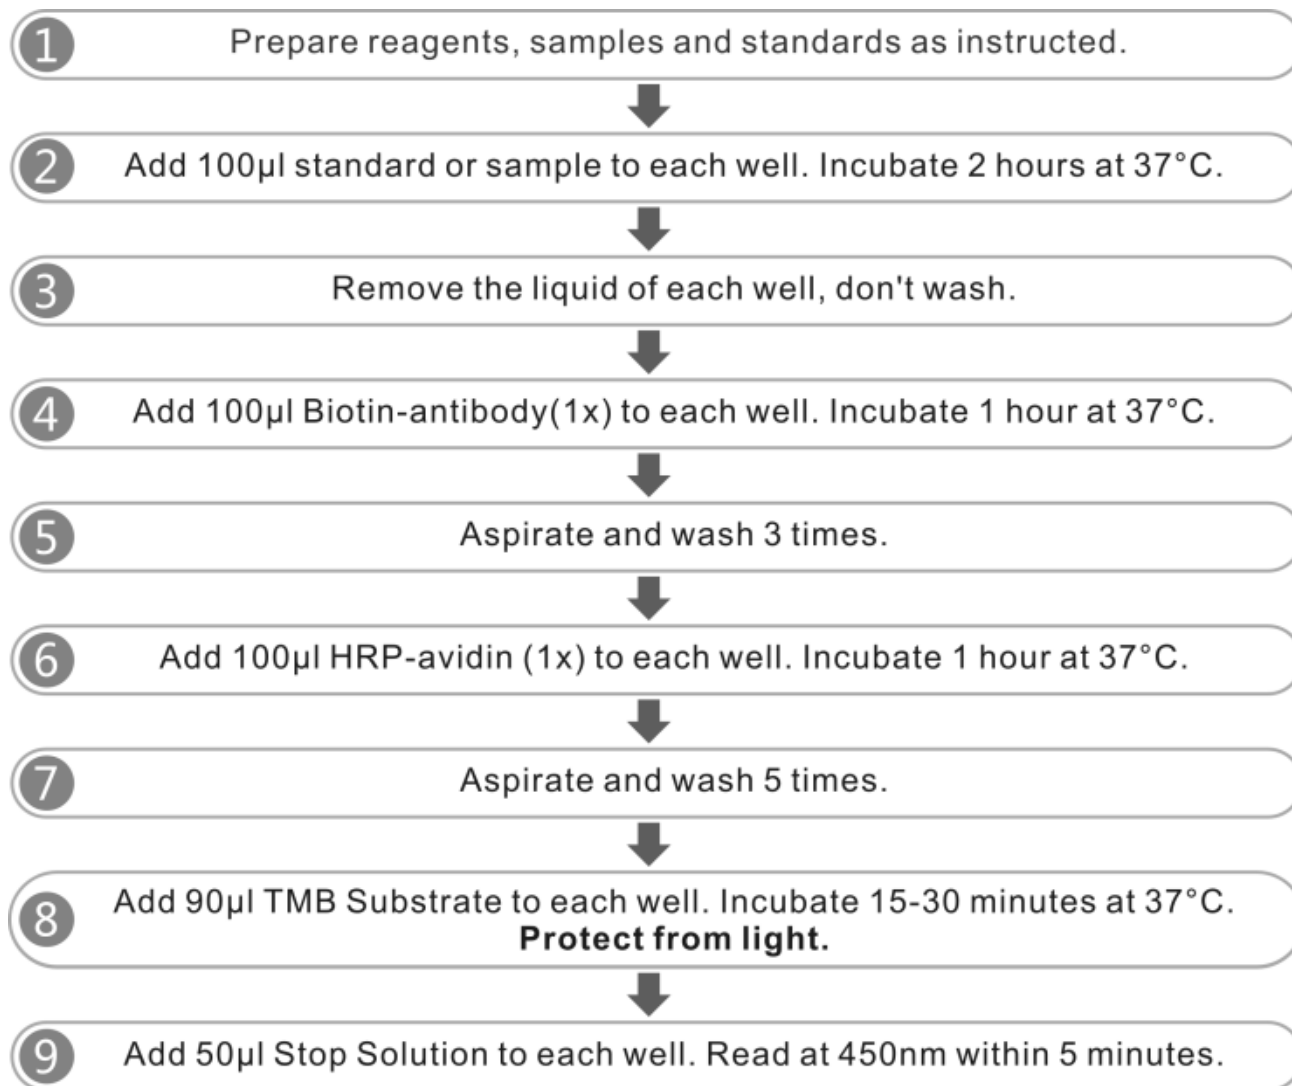 1 Prepare reagents, samples and standards as instructed.
2 Add 100µl standard or sample to each well. Incubate 2 hours at 37°C.
3 Remove the liquid of each well, don't wash.
4 Add 100µl Biotin-antibody(1x) to each well. Incubate 1 hour at 37°C.
5 Aspirate and wash 3 times.
6 Add 100µl HRP-avidin (1x) to each well. Incubate 1 hour at 37°C.
7 Aspirate and wash 5 times.
8 Add 90µl TMB Substrate to each well. Incubate 15-30 minutes at 37°C.
Protect from light.
9 Add 50µl Stop Solution to each well. Read at 450nm within 5 minutes.